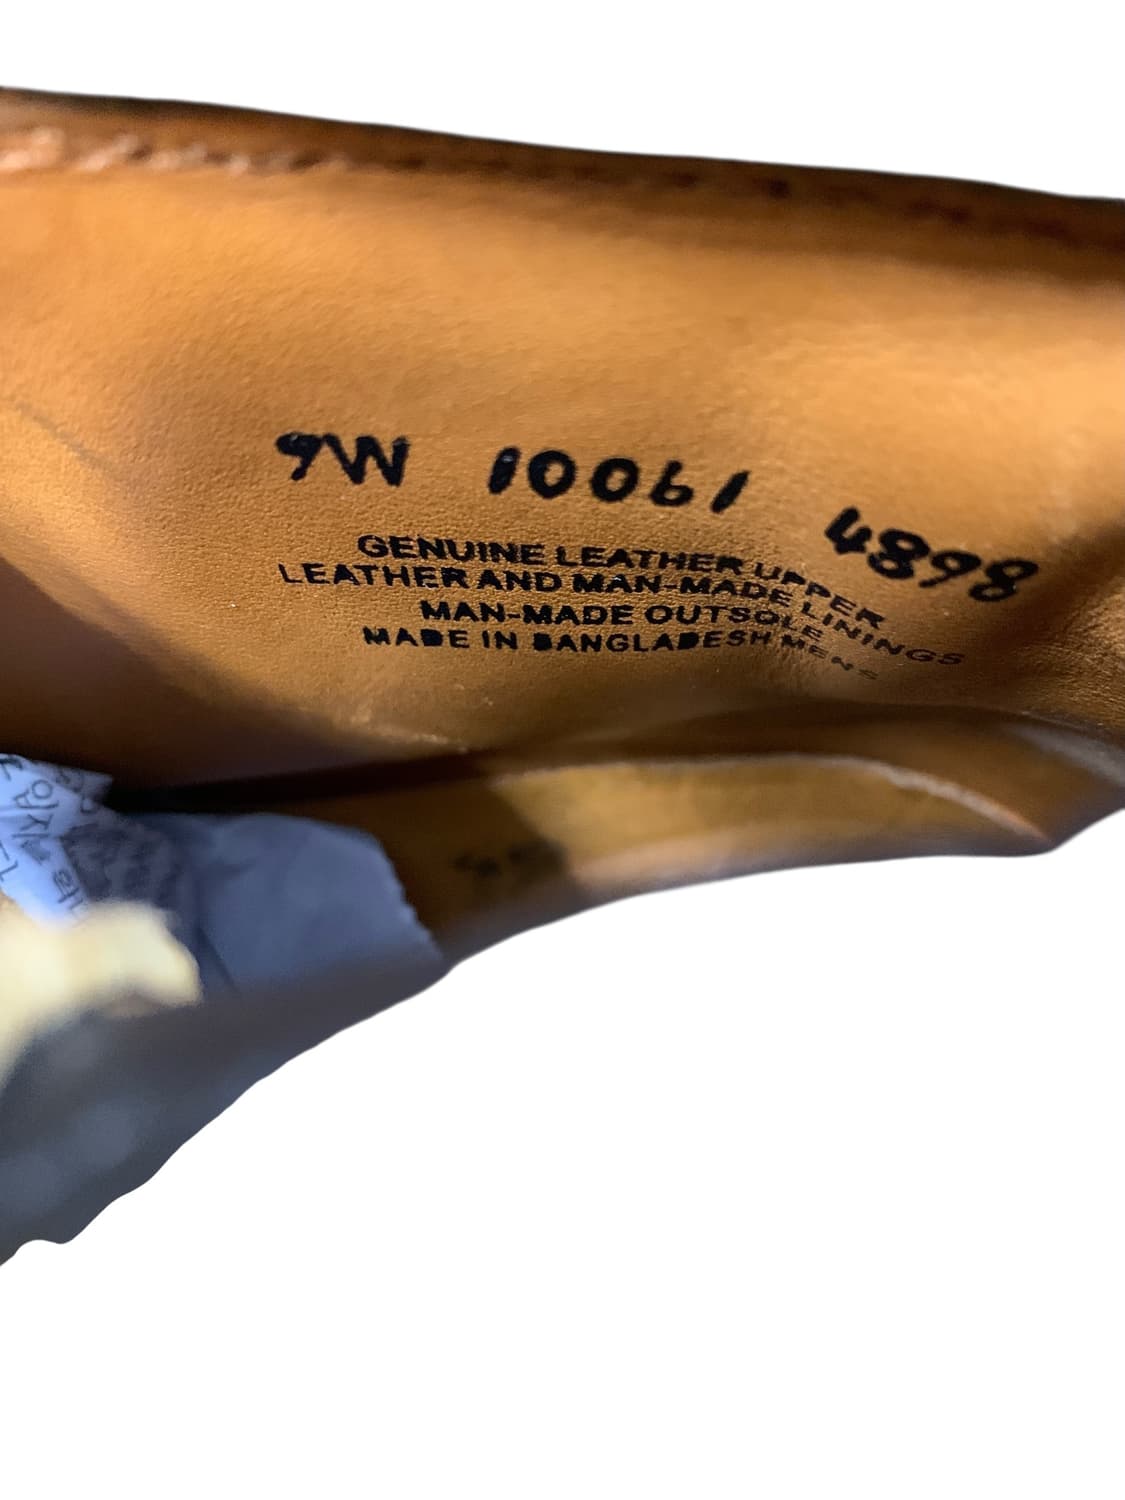 9W 10061 4898
GENUINE LEATHER UPPER
LEATHER AND MAN-MADE LININGS
MAN-MADE OUTSOLE
MADE IN BANGLADESH MENS